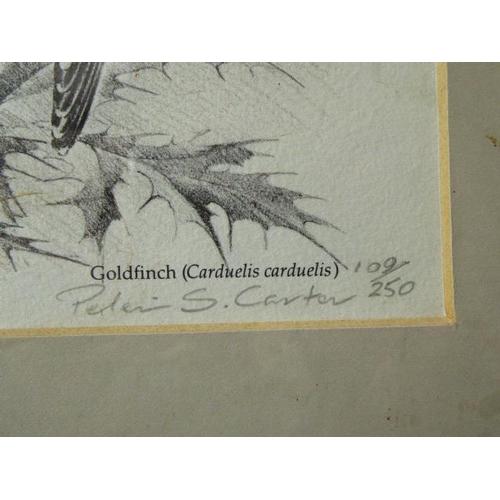 Goldfinch (Carduelis carduelis) 109/250
Peter S. Carter